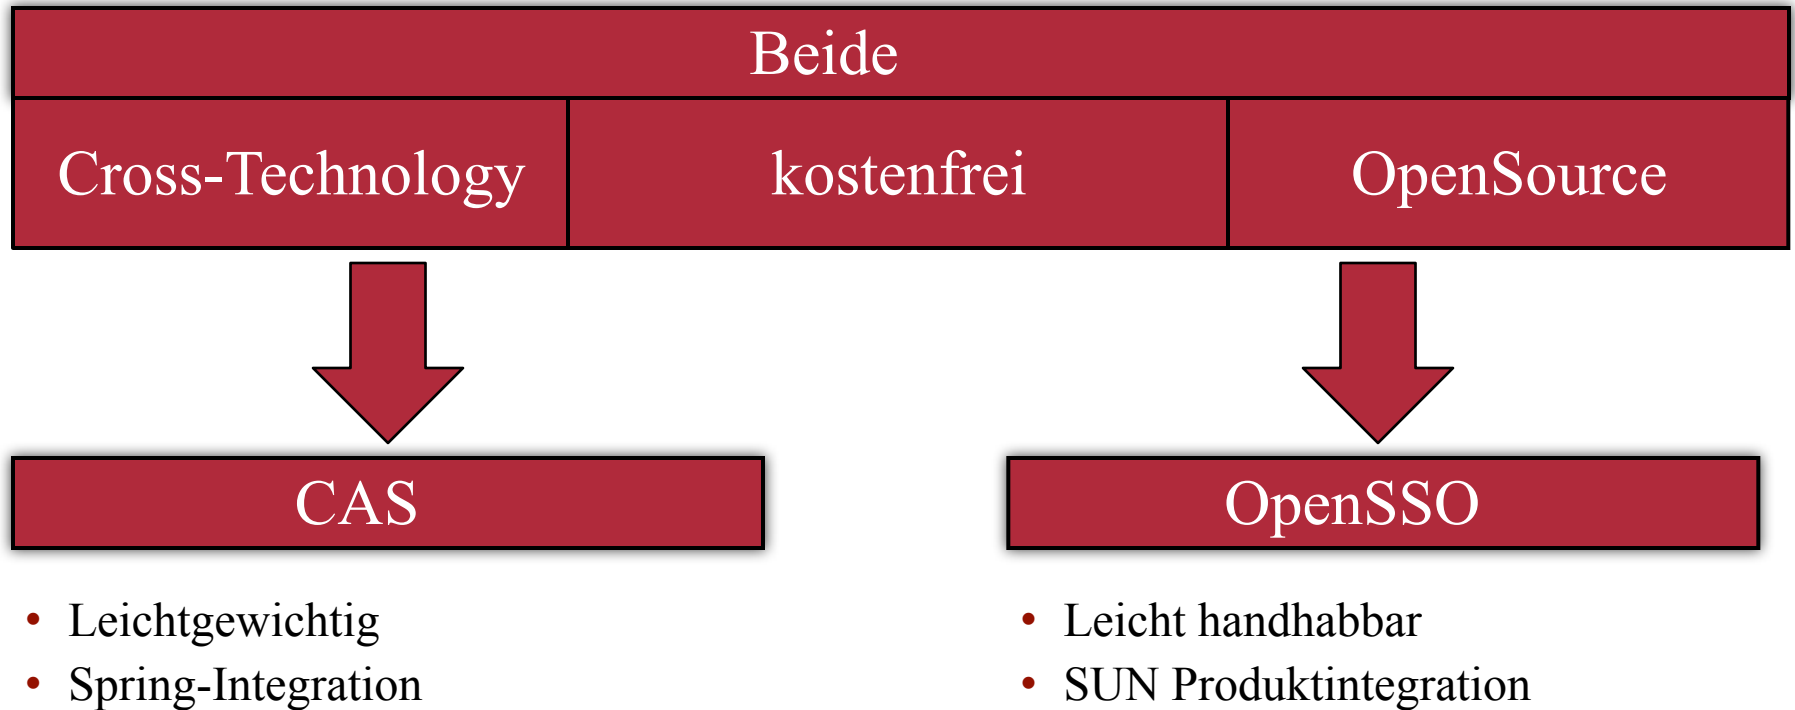 Beide
Cross-Technology
kostenfrei
OpenSource
CAS
OpenSSO
• Leichtgewichtig
• Spring-Integration
• Leicht handhabbar
• SUN Produktintegration